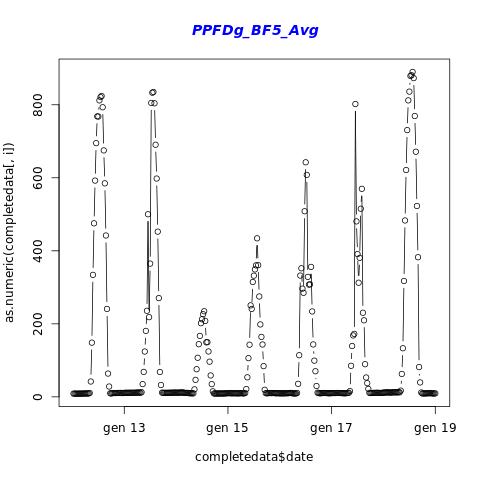 PPFDg_BF5_Avg
as.numeric(completedata[, i])
800
600
400
200
0
gen 13
gen 15
gen 17
gen 19
completedata$date